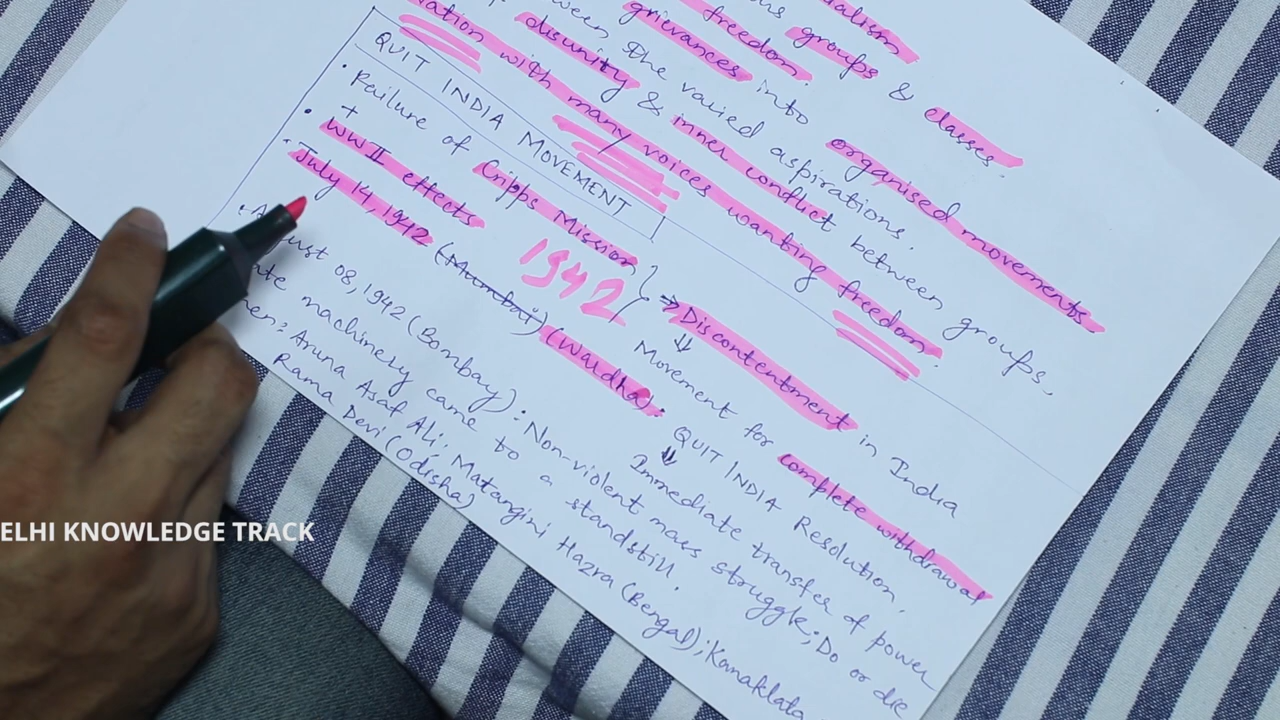 alism
groups & classes.
freedom.
grievances into organised movements
ween the varied aspirations.
disunity & inner conflict between groups.,
Nation with many voices wanting freedom.
QUIT INDIA MOVEMENT
• Failure of Cripps Mission
+
• WWII effects
1942
} => Discontentment in India
Movement for complete withdrawal
• July 14, 1942 (Mumbai) (Wardha): QUIT INDIA Resolution.
Immediate transfer of power
• August 08, 1942 (Bombay): Non-violent mass struggle; Do or die
machinery came to a standstill.
Aruna Asaf Ali; Matangini Hazra (Bengal); Kanaklata
Rama Devi (Odisha)
ELHI KNOWLEDGE TRACK